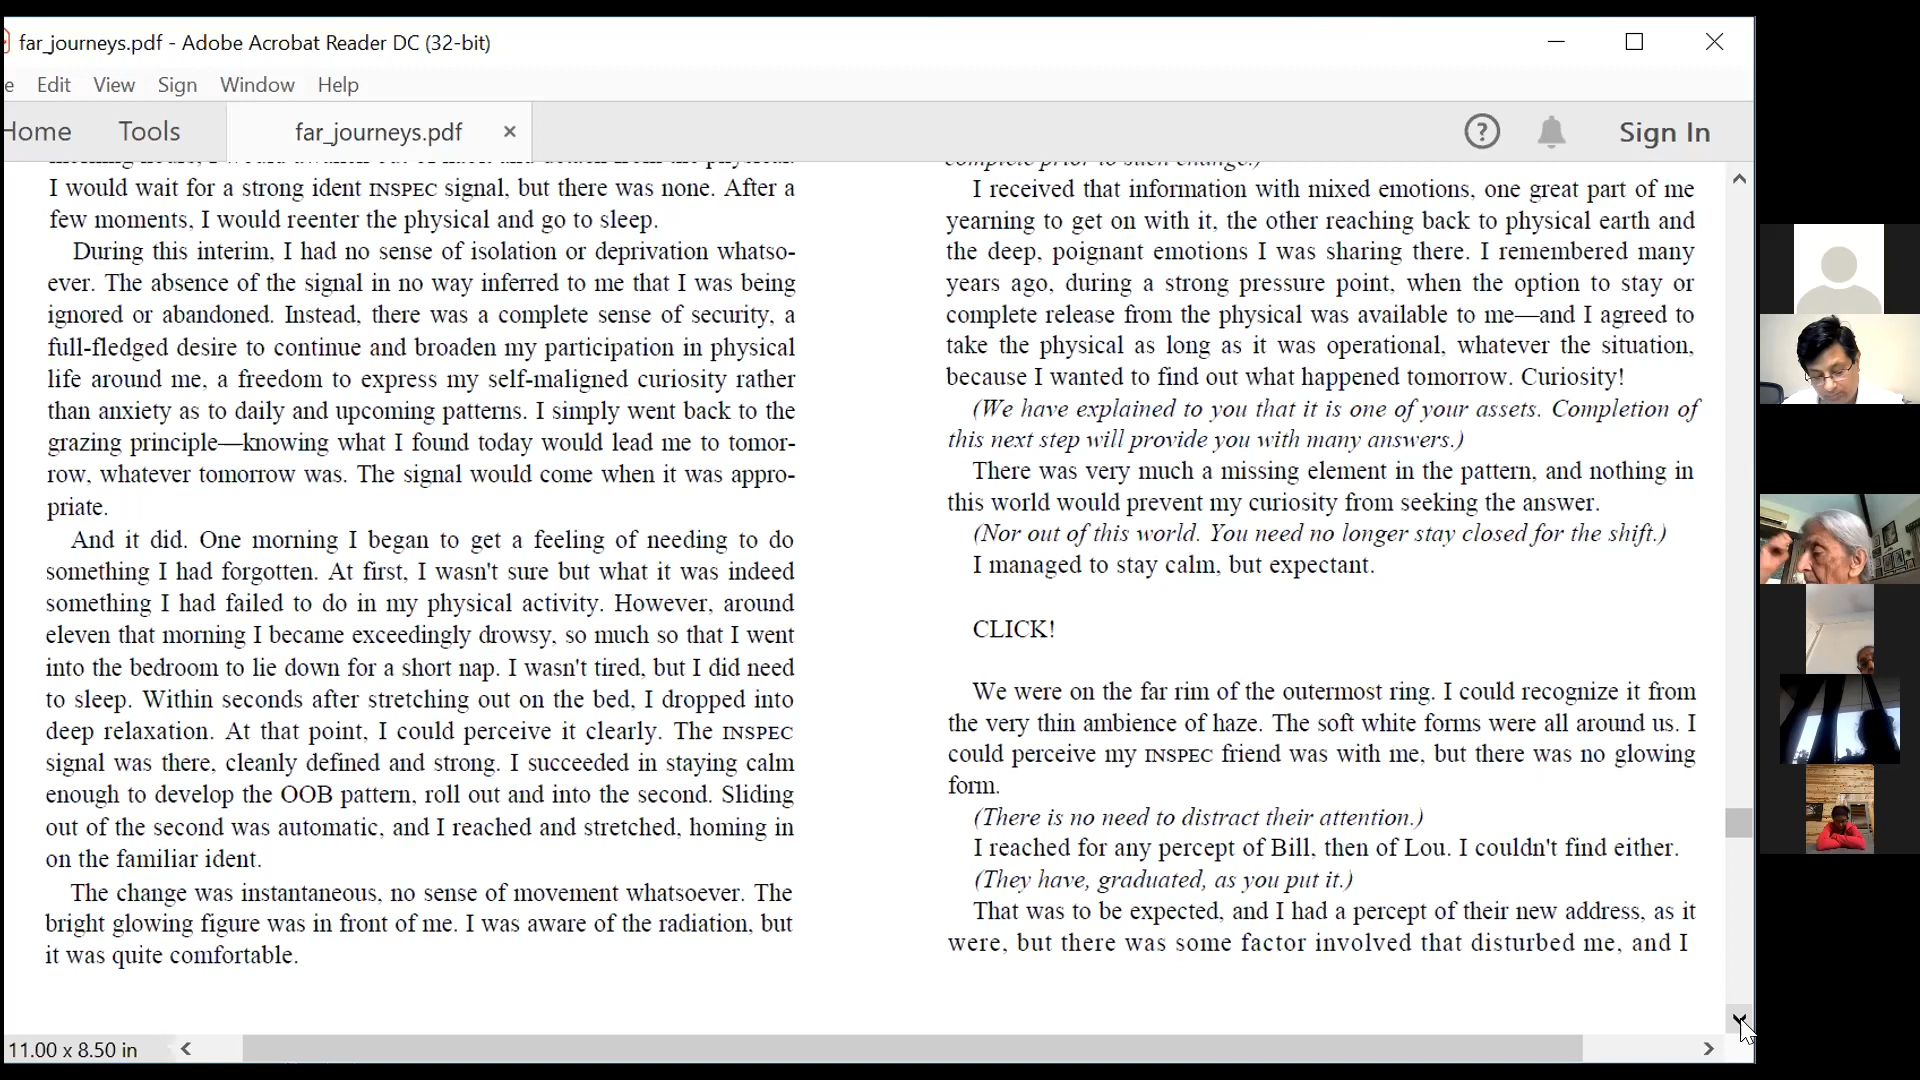 far_journeys.pdf - Adobe Acrobat Reader DC (32-bit)
e Edit View Sign Window Help
Home Tools far_journeys.pdf × ? Sign In
I would wait for a strong ident INSPEC signal, but there was none. After a
few moments, I would reenter the physical and go to sleep.
During this interim, I had no sense of isolation or deprivation whatso-
ever. The absence of the signal in no way inferred to me that I was being
ignored or abandoned. Instead, there was a complete sense of security, a
full-fledged desire to continue and broaden my participation in physical
life around me, a freedom to express my self-maligned curiosity rather
than anxiety as to daily and upcoming patterns. I simply went back to the
grazing principle—knowing what I found today would lead me to tomor-
row, whatever tomorrow was. The signal would come when it was appro-
priate.
And it did. One morning I began to get a feeling of needing to do
something I had forgotten. At first, I wasn't sure but what it was indeed
something I had failed to do in my physical activity. However, around
eleven that morning I became exceedingly drowsy, so much so that I went
into the bedroom to lie down for a short nap. I wasn't tired, but I did need
to sleep. Within seconds after stretching out on the bed, I dropped into
deep relaxation. At that point, I could perceive it clearly. The INSPEC
signal was there, cleanly defined and strong. I succeeded in staying calm
enough to develop the OOB pattern, roll out and into the second. Sliding
out of the second was automatic, and I reached and stretched, homing in
on the familiar ident.
The change was instantaneous, no sense of movement whatsoever. The
bright glowing figure was in front of me. I was aware of the radiation, but
it was quite comfortable.
complete prior to such change.)
I received that information with mixed emotions, one great part of me
yearning to get on with it, the other reaching back to physical earth and
the deep, poignant emotions I was sharing there. I remembered many
years ago, during a strong pressure point, when the option to stay or
complete release from the physical was available to me—and I agreed to
take the physical as long as it was operational, whatever the situation,
because I wanted to find out what happened tomorrow. Curiosity!
(We have explained to you that it is one of your assets. Completion of
this next step will provide you with many answers.)
There was very much a missing element in the pattern, and nothing in
this world would prevent my curiosity from seeking the answer.
(Nor out of this world. You need no longer stay closed for the shift.)
I managed to stay calm, but expectant.
CLICK!
We were on the far rim of the outermost ring. I could recognize it from
the very thin ambience of haze. The soft white forms were all around us. I
could perceive my INSPEC friend was with me, but there was no glowing
form.
(There is no need to distract their attention.)
I reached for any percept of Bill, then of Lou. I couldn't find either.
(They have, graduated, as you put it.)
That was to be expected, and I had a percept of their new address, as it
were, but there was some factor involved that disturbed me, and I
11.00 x 8.50 in